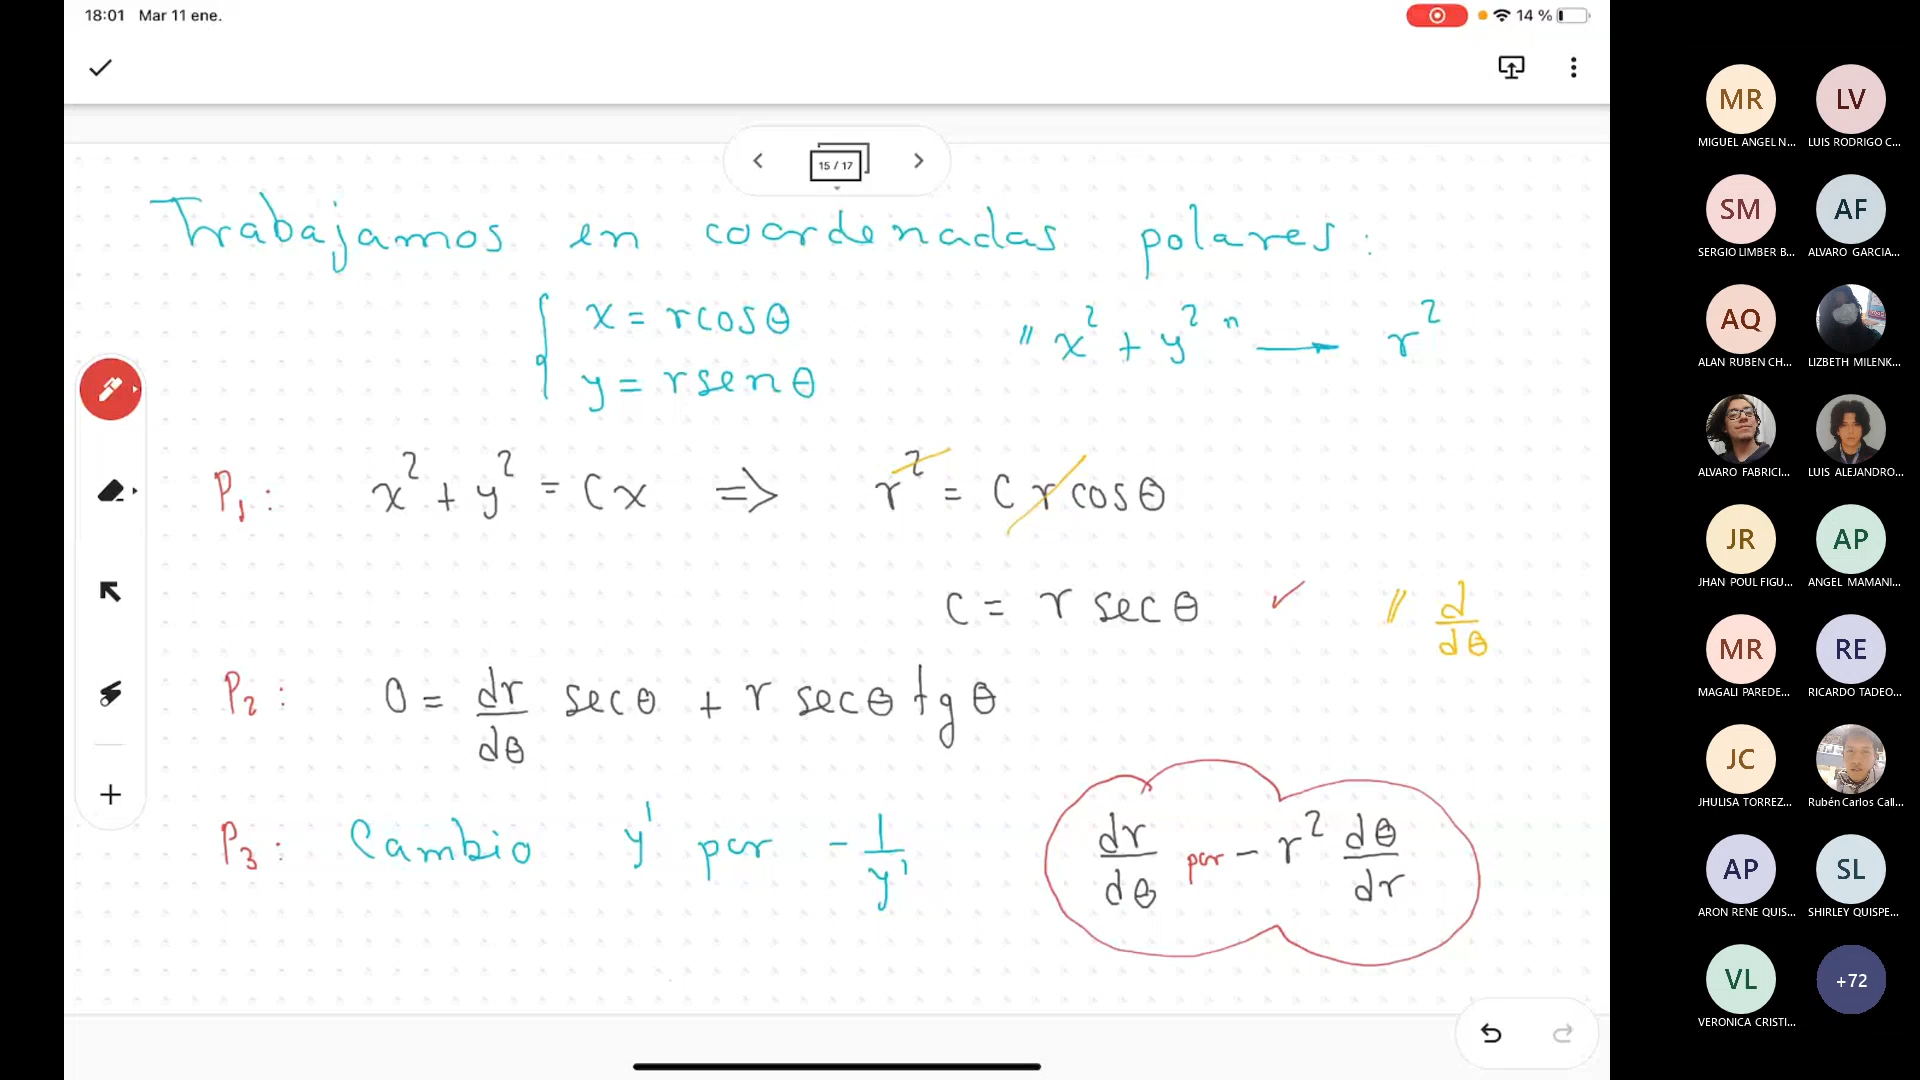 18:01 Mar 11 ene.
14 %
15 / 17
Trabajamos en coordenadas polares:
x = r cos θ
y = r sen θ
" x² + y² " → r²
P₁: x² + y² = Cx => r² = C r cos θ
C = r sec θ ✓ // d/dθ
P₂: 0 = dr/dθ sec θ + r sec θ tg θ
P₃: Cambio y' por - 1/y'
dr/dθ por - r² dθ/dr
MR
MIGUEL ANGEL N...
LV
LUIS RODRIGO C...
SM
SERGIO LIMBER B...
AF
ALVARO GARCIA...
AQ
ALAN RUBEN CH...
LIZBETH MILENK...
ALVARO FABRICI...
LUIS ALEJANDRO...
JR
JHAN POUL FIGU...
AP
ANGEL MAMANI...
MR
MAGALI PAREDE...
RE
RICARDO TADEO...
JC
JHULISA TORREZ...
Rubén Carlos Call...
AP
ARON RENE QUIS...
SL
SHIRLEY QUISPE...
VL
VERONICA CRISTI...
+72